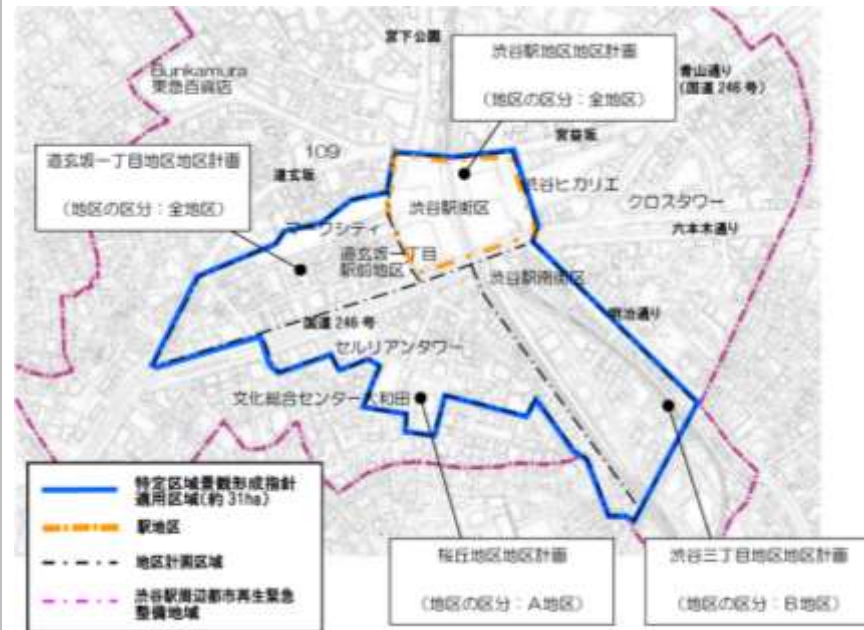 宮下公園
渋谷駅地区地区計画
(地区の区分:全地区)
Bunkamura
東急百貨店
青山通り
(国道246号)
宮益坂
109
道玄坂
道玄坂一丁目地区地区計画
(地区の区分:全地区)
渋谷駅街区
渋谷ヒカリエ
クロスタワー
六本木通り
マークシティ
道玄坂一丁目
駅前地区
渋谷駅南街区
明治通り
国道246号
セルリアンタワー
文化総合センター大和田
特定区域景観形成指針
適用区域(約31ha)
駅地区
地区計画区域
渋谷駅周辺都市再生緊急
整備地域
桜丘地区地区計画
(地区の区分:A地区)
渋谷三丁目地区地区計画
(地区の区分:B地区)